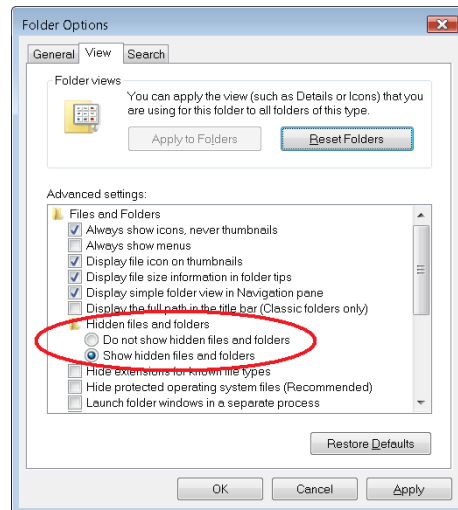 Folder Options
General View Search
Folder views
You can apply the view (such as Details or Icons) that you
are using for this folder to all folders of this type.
Apply to Folders Reset Folders
Advanced settings:
Files and Folders
Always show icons, never thumbnails
Always show menus
Display file icon on thumbnails
Display file size information in folder tips
Display simple folder view in Navigation pane
Display the full path in the title bar (Classic folders only)
Hidden files and folders
Do not show hidden files and folders
Show hidden files and folders
Hide extensions for known file types
Hide protected operating system files (Recommended)
Launch folder windows in a separate process
Restore Defaults
OK Cancel Apply